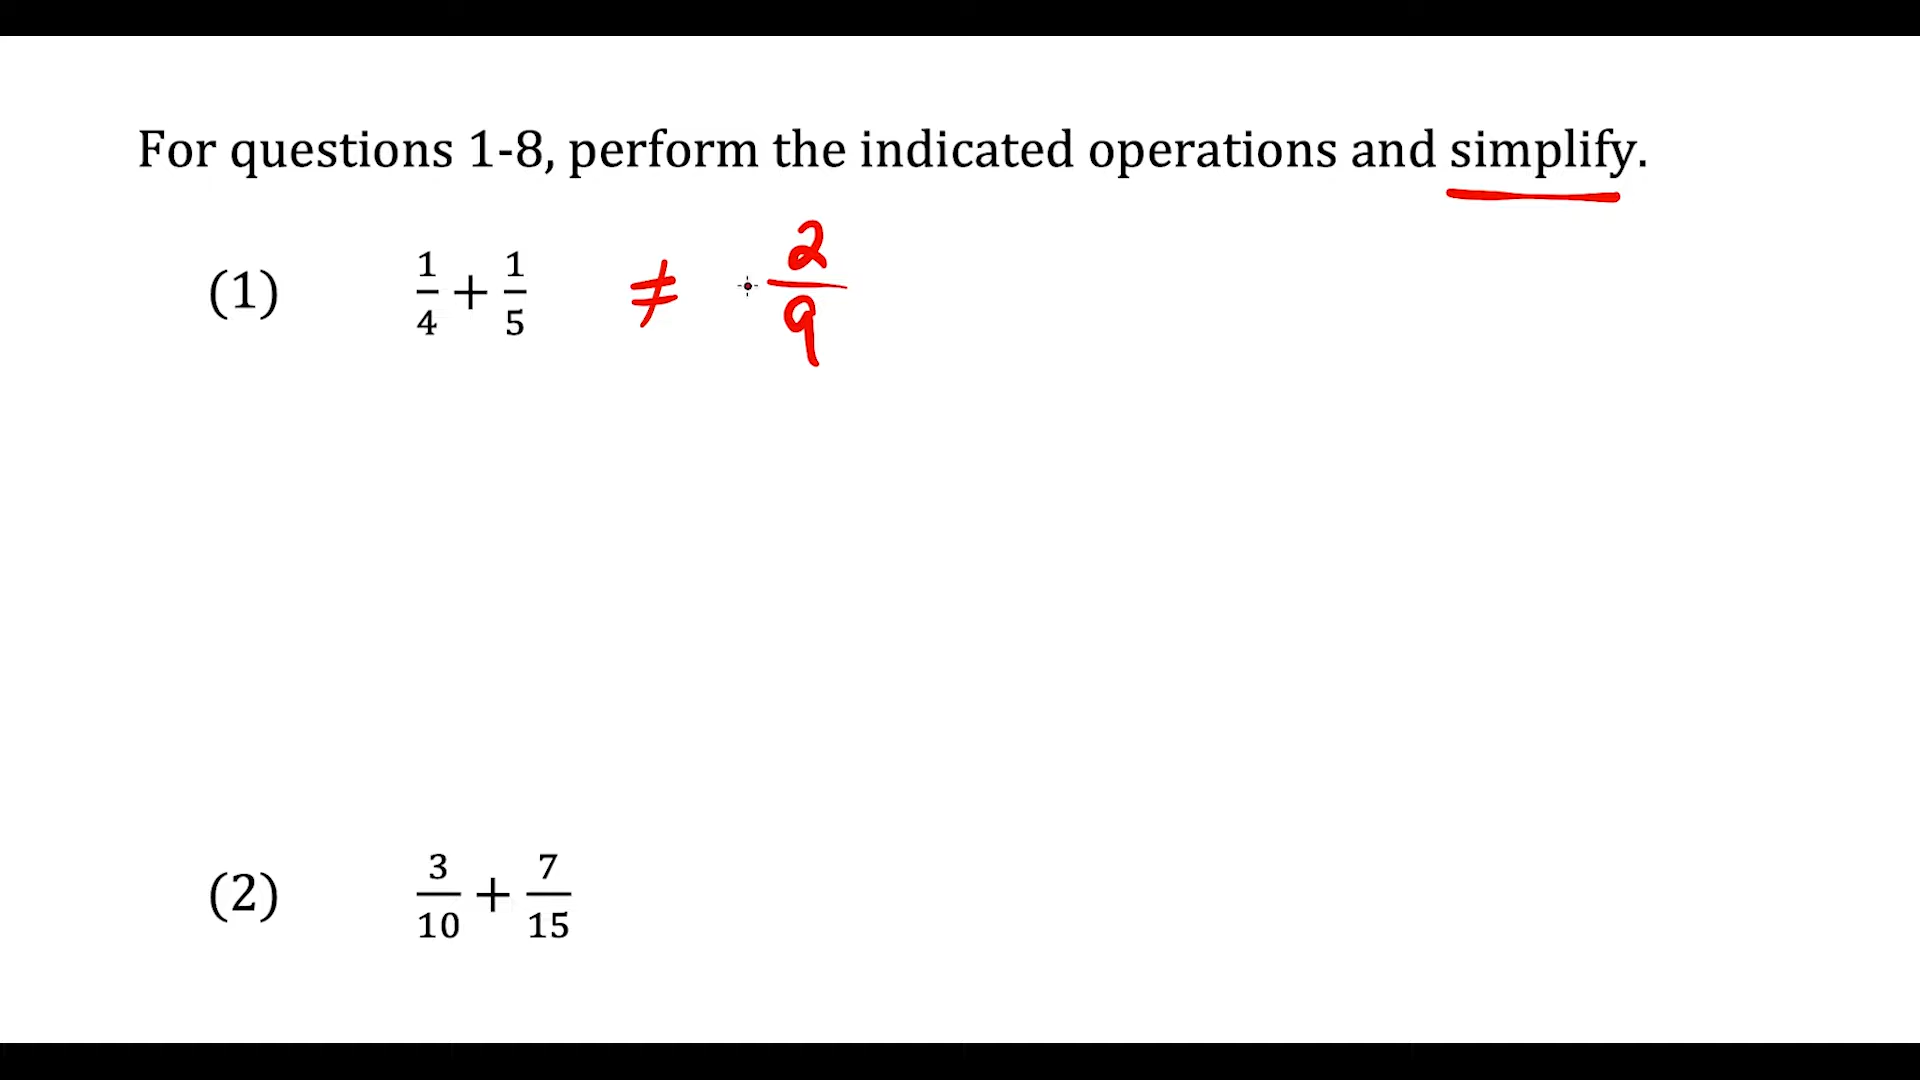 For questions 1-8, perform the indicated operations and simplify.
(1) 1/4 + 1/5 ≠ 2/9
(2) 3/10 + 7/15